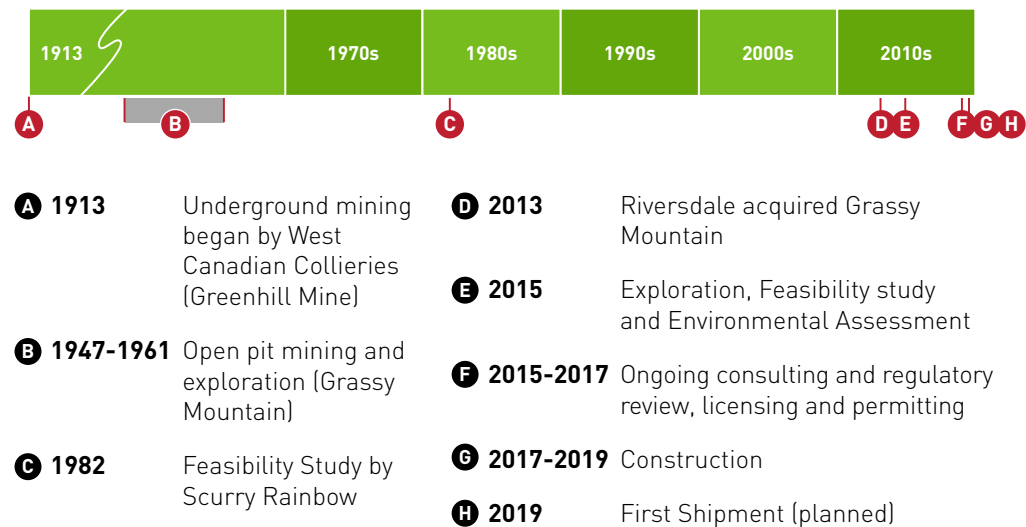 1913 1970s 1980s 1990s 2000s 2010s
A B C D E F G H
A 1913 Underground mining
began by West
Canadian Collieries
(Greenhill Mine)
B 1947-1961 Open pit mining and
exploration (Grassy
Mountain)
C 1982 Feasibility Study by
Scurry Rainbow
D 2013 Riversdale acquired Grassy
Mountain
E 2015 Exploration, Feasibility study
and Environmental Assessment
F 2015-2017 Ongoing consulting and regulatory
review, licensing and permitting
G 2017-2019 Construction
H 2019 First Shipment (planned)